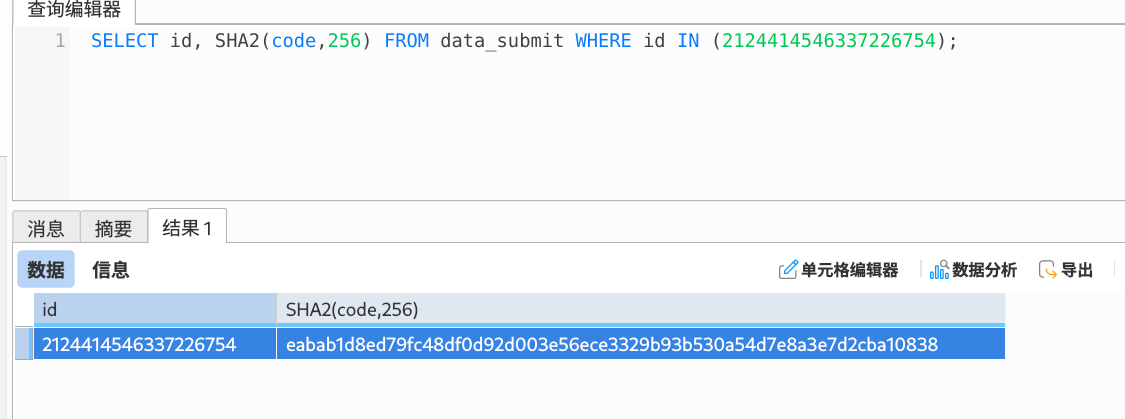 查询编辑器
1 SELECT id, SHA2(code,256) FROM data_submit WHERE id IN (2124414546337226754);
消息 摘要 结果 1
数据 信息 单元格编辑器 数据分析 导出
id SHA2(code,256)
2124414546337226754 eabab1d8ed79fc48df0d92d003e56ece3329b93b530a54d7e8a3e7d2cba10838